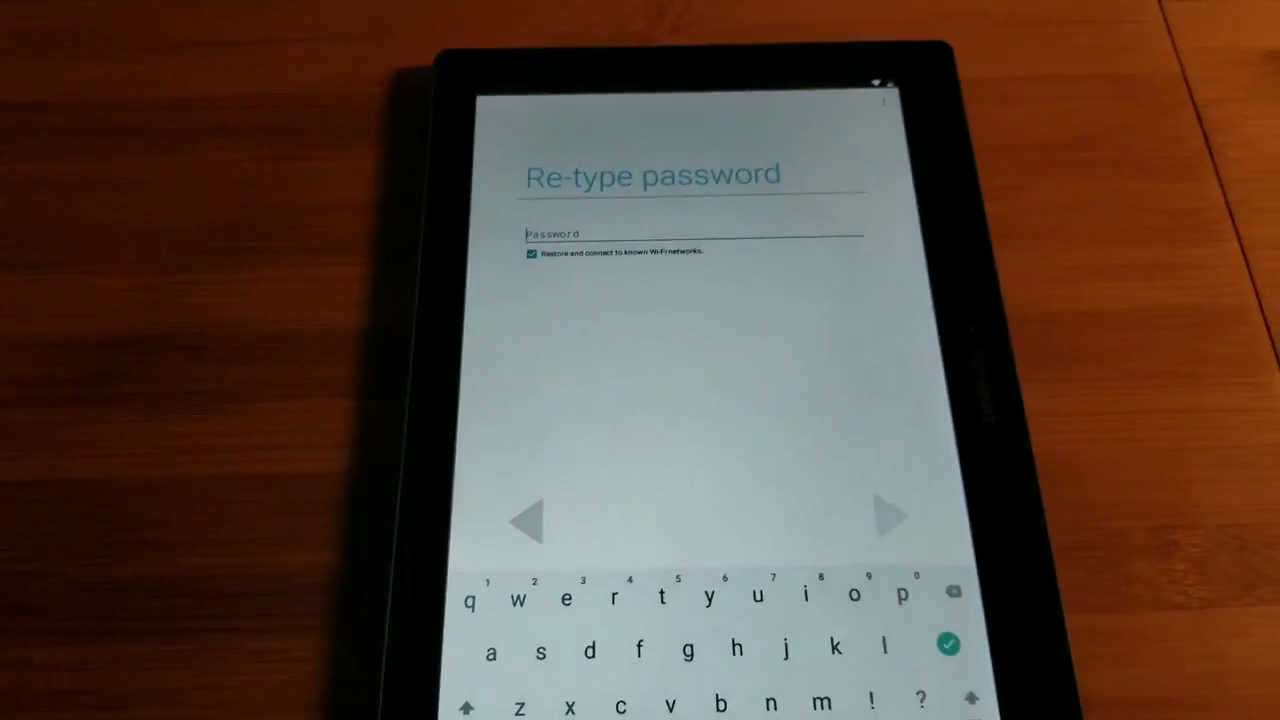 Re-type password
Password
Restore and connect to known Wi-Fi networks.
1 2 3 4 5 6 7 8 9 0
q w e r t y u i o p
a s d f g h j k l
z x c v b n m ! ?